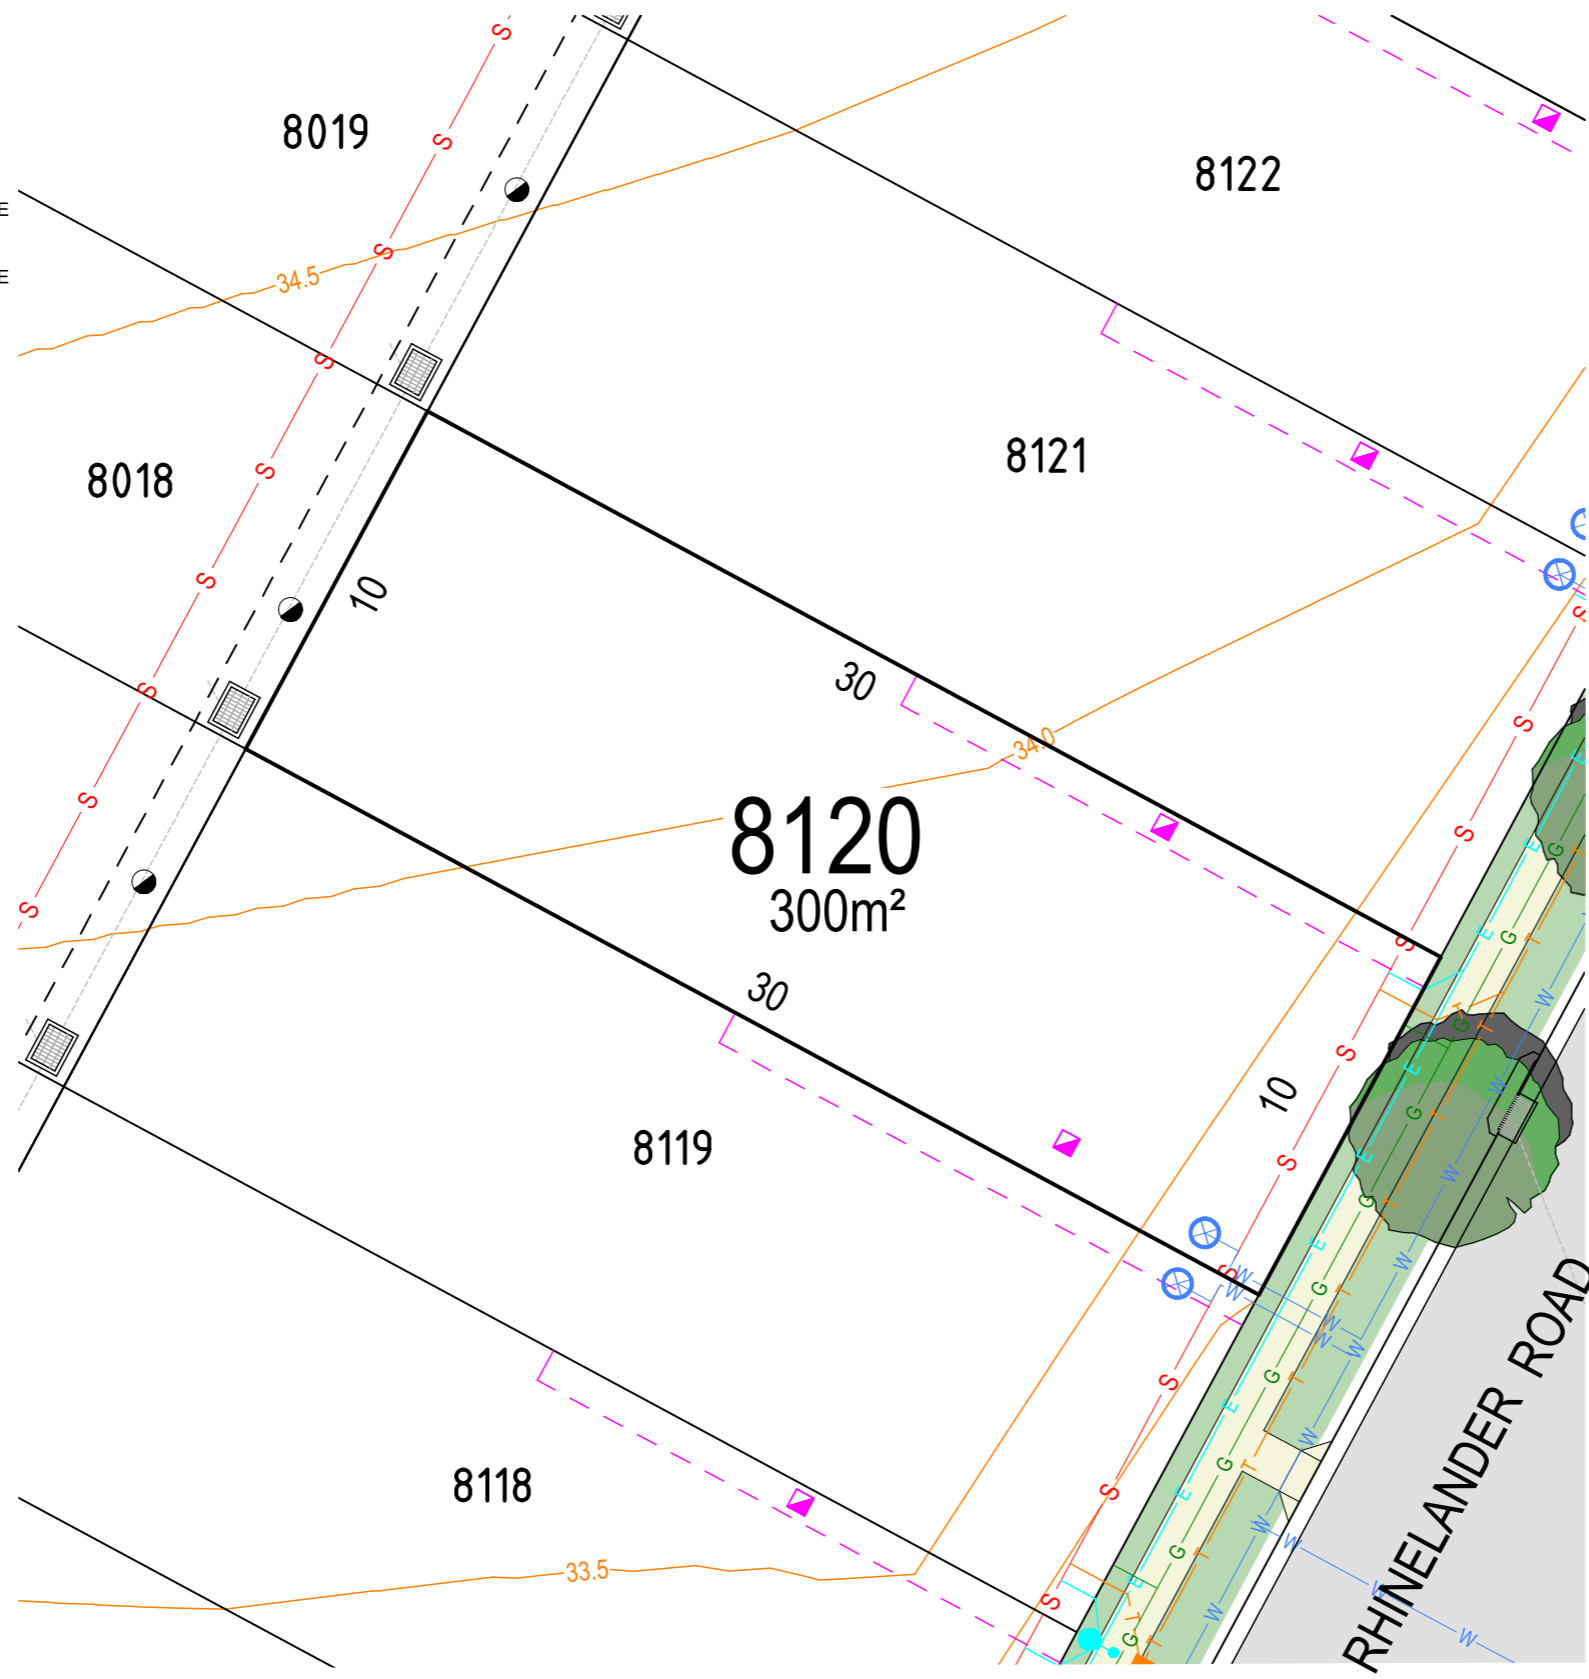 8019
8122
E
E
34.5
8121
8018
10
30
34.0
8120
300m²
30
10
8119
RHINELANDER ROAD
8118
33.5
S S S S S S S S S
S S S S S S S S S S
E E E E E E E E
G G G G G G G G G
T T T T T T T T
W W W W W W W
W W
W W
W W W